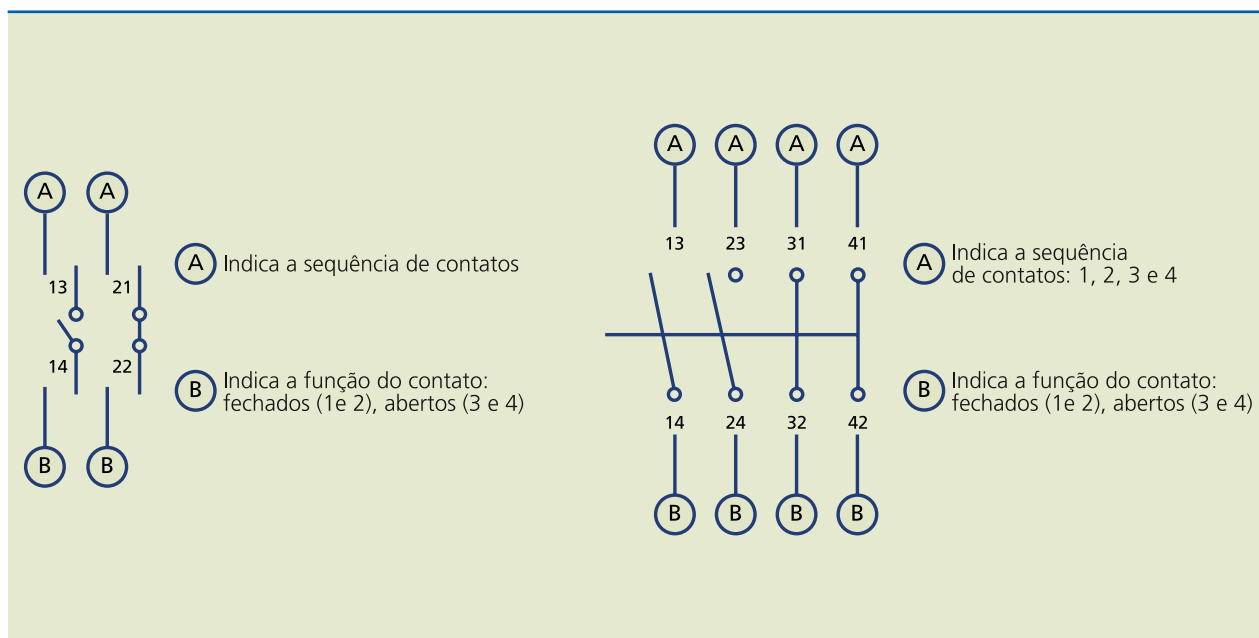 A A
13 21
14 22
B B
A Indica a sequência de contatos
B Indica a função do contato:
fechados (1e 2), abertos (3 e 4)
A A A A
13 23 31 41
14 24 32 42
B B B B
A Indica a sequência
de contatos: 1, 2, 3 e 4
B Indica a função do contato:
fechados (1e 2), abertos (3 e 4)